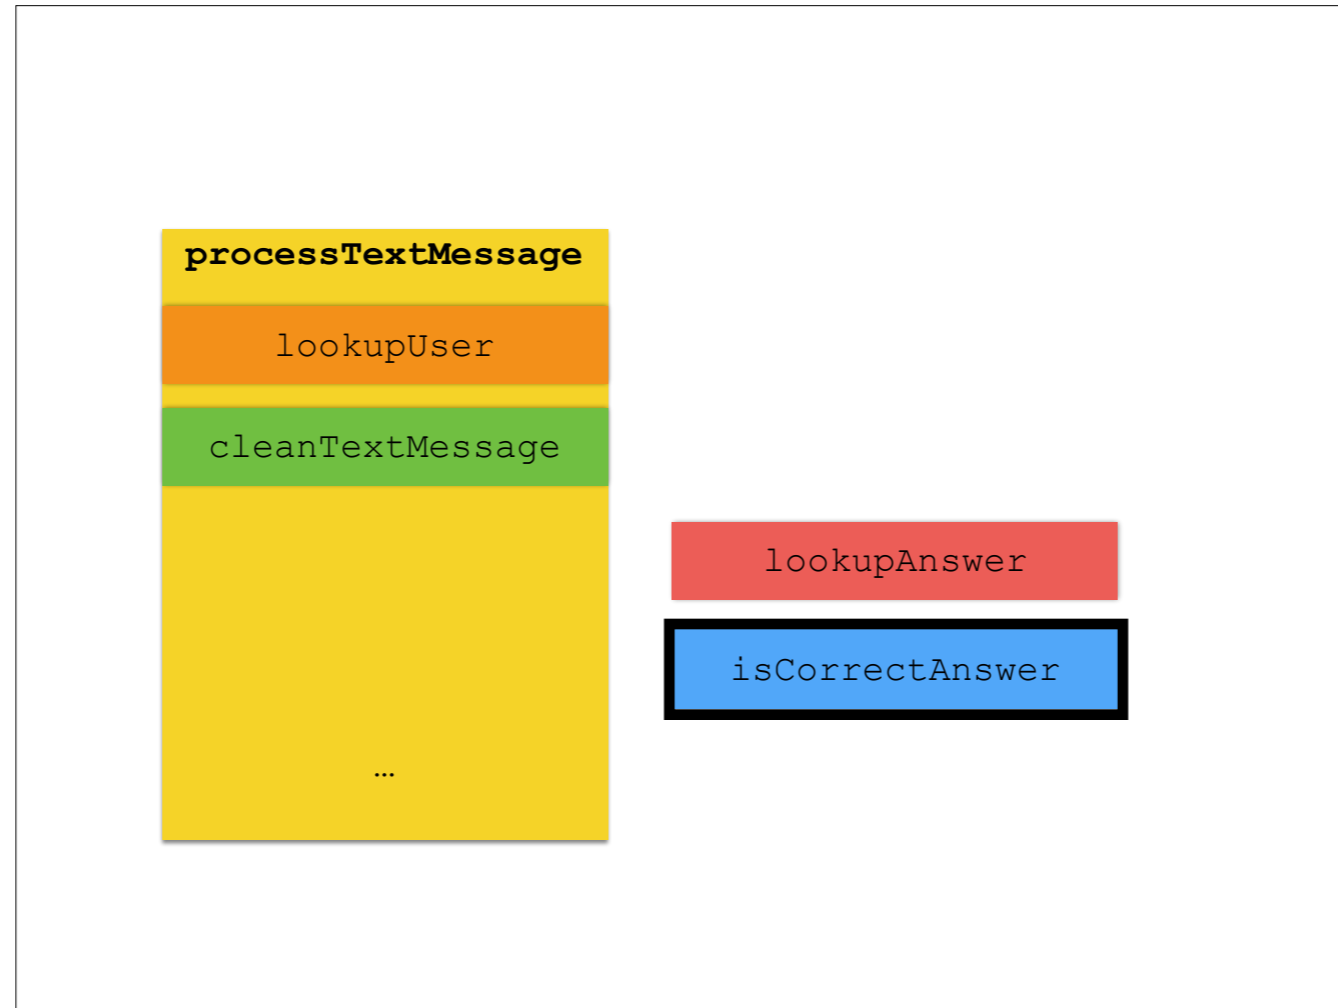 processTextMessage
lookupUser
cleanTextMessage
lookupAnswer
isCorrectAnswer
…